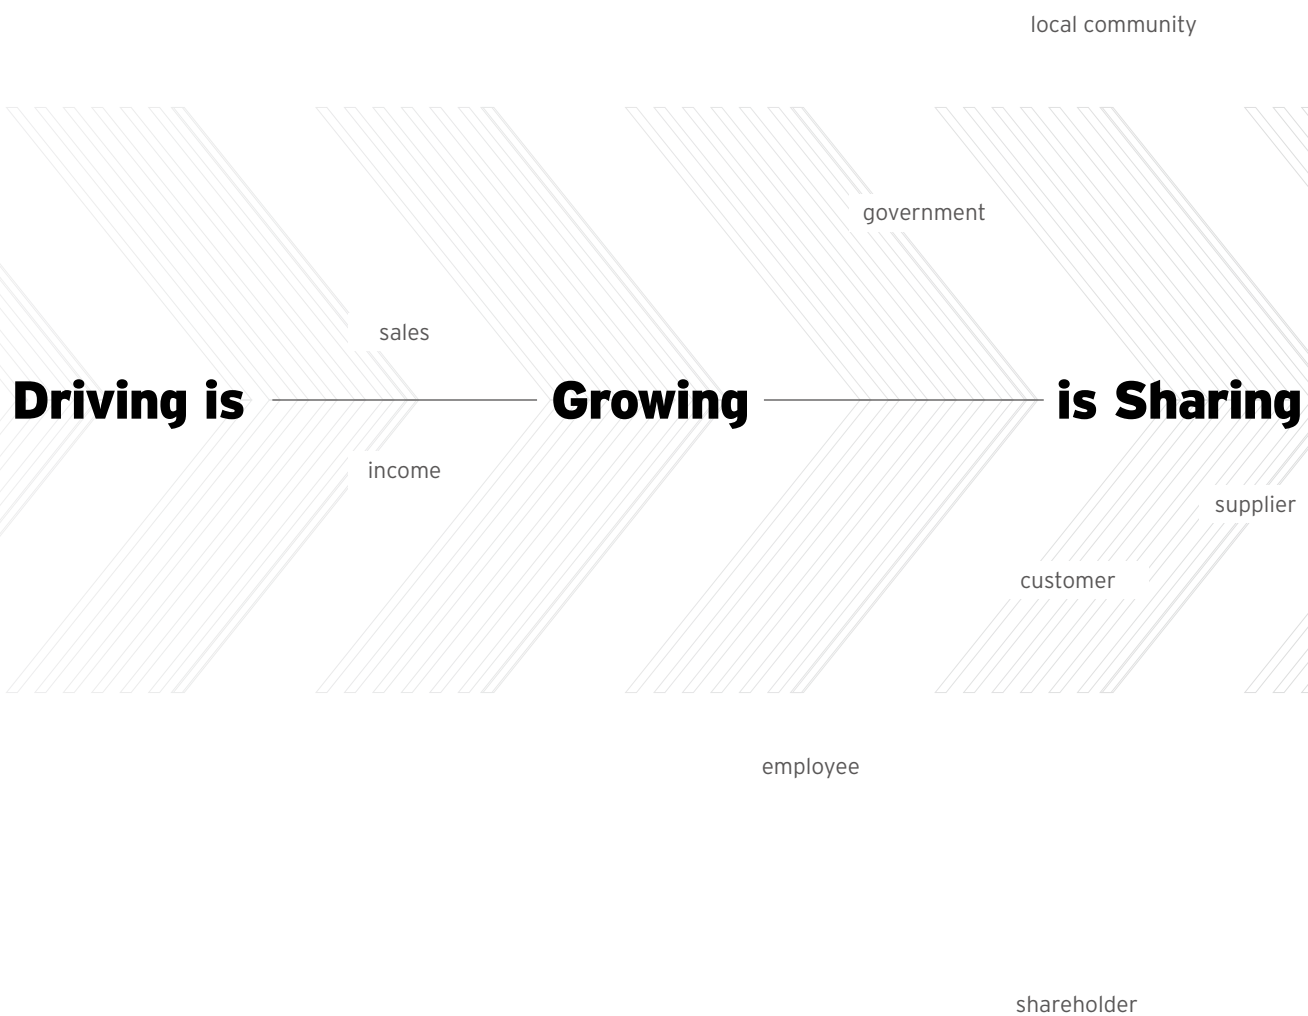 local community
government
sales
Driving is Growing is Sharing
income
supplier
customer
employee
shareholder